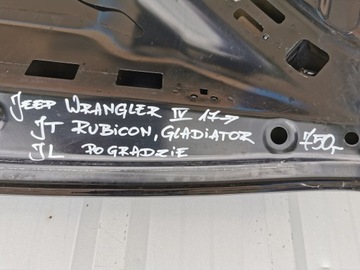 JEEP WRANGLER IV 17→
JT RUBICON, GLADIATOR 750,-
JL PO GRADZIE